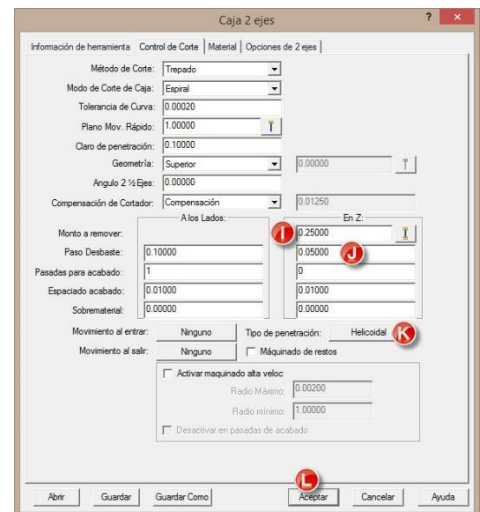 Caja 2 ejes ? x
Información de herramienta Control de Corte Material Opciones de 2 ejes
Método de Corte: Trepado
Modo de Corte de Caja: Espiral
Tolerancia de Curva: 0.00020
Plano Mov. Rápido: 1.00000
Claro de penetración: 0.10000
Geometría: Superior 0.00000
Angulo 2 ½ Ejes: 0.00000
Compensación de Cortador: Compensación 0.01250
A los Lados: En Z:
Monto a remover: I 0.25000
Paso Desbaste: 0.10000 0.05000 J
Pasadas para acabado: 1 0
Espaciado acabado: 0.01000 0.01000
Sobrematerial: 0.00000 0.00000
Movimiento al entrar: Ninguno Tipo de penetración: Helicoidal K
Movimiento al salir: Ninguno Máquinado de restos
Activar maquinado alta veloc
Radio Máximo: 0.00200
Radio mínimo: 1.00000
Desactivar en pasadas de acabado
L
Abrir Guardar Guardar Como Aceptar Cancelar Ayuda